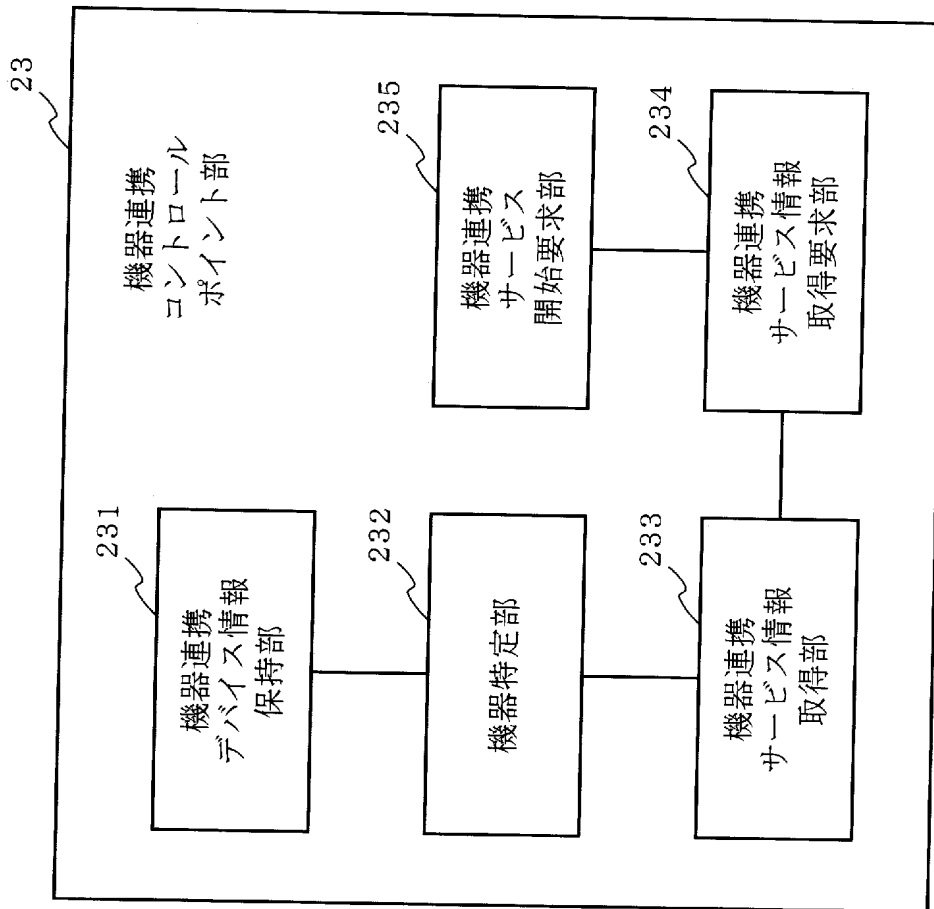 23
機器連携
コントロール
ポイント部
231
機器連携
デバイス情報
保持部
232
機器特定部
233
機器連携
サービス情報
取得部
235
機器連携
サービス
開始要求部
234
機器連携
サービス情報
取得要求部